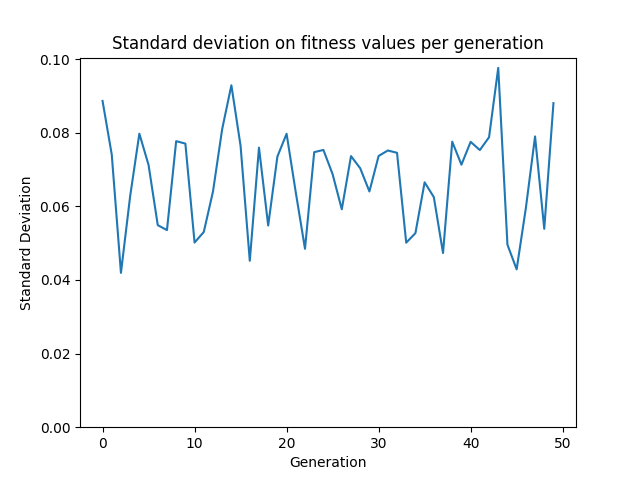 Standard deviation on fitness values per generation
0.10
0.08
0.06
0.04
0.02
0.00
Standard Deviation
0 10 20 30 40 50
Generation